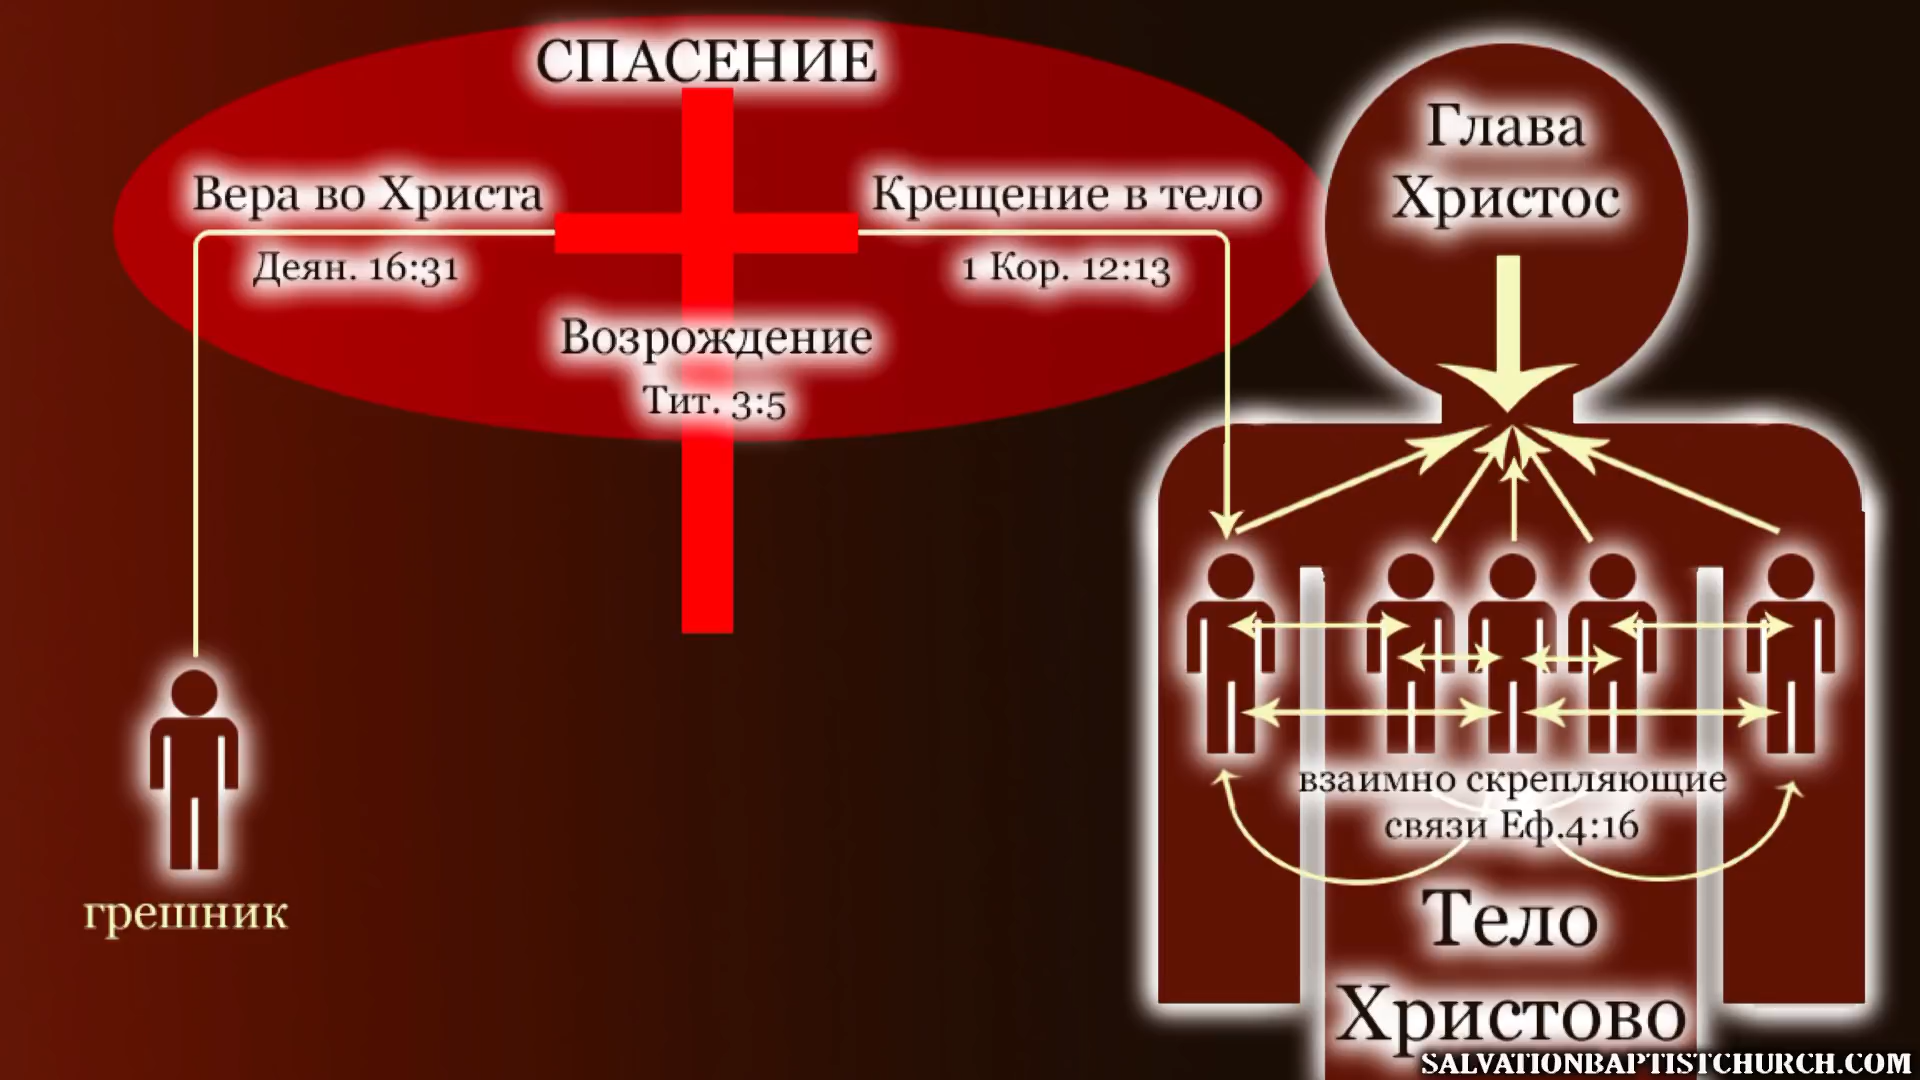 СПАСЕНИЕ
Вера во Христа
Деян. 16:31
Крещение в тело
1 Кор. 12:13
Возрождение
Тит. 3:5
грешник
Глава
Христос
взаимно скрепляющие
связи Еф.4:16
Тело
Христово
SALVATIONBAPTISTCHURCH.COM